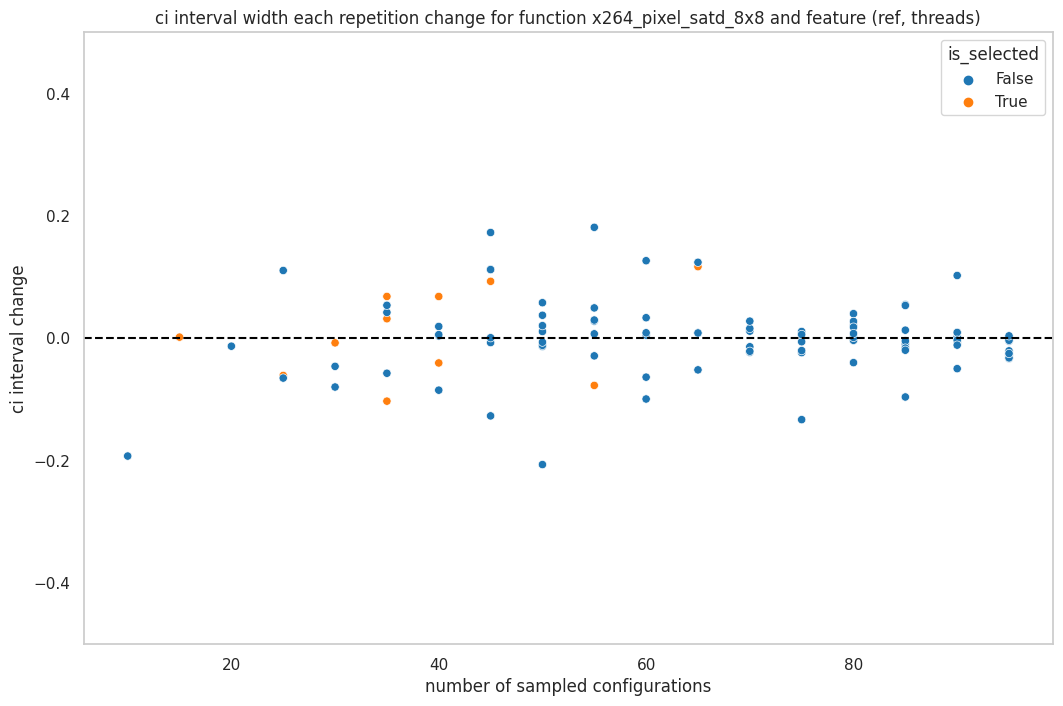 ci interval width each repetition change for function x264_pixel_satd_8x8 and feature (ref, threads)
is_selected
False
True
ci interval change
0.4
0.2
0.0
−0.2
−0.4
20
40
60
80
number of sampled configurations